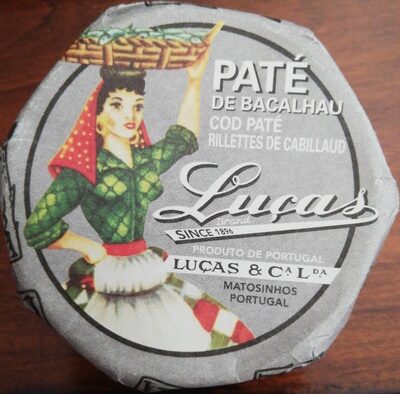 PATÉ
DE BACALHAU
COD PATÉ
RILLETTES DE CABILLAUD
Luças
Brand
SINCE 1896
PRODUTO DE PORTUGAL
LUÇAS & Cᴬ Lᴰᴬ
MATOSINHOS
PORTUGAL